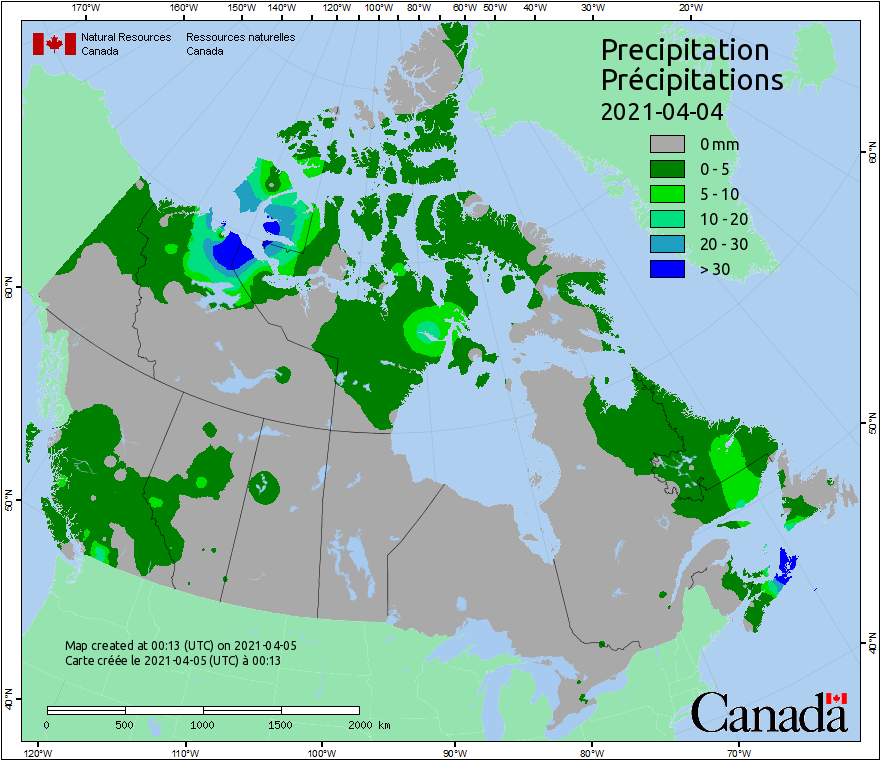 170°W 160°W 150°W 140°W 120°W 110°W 100°W 90°W 80°W 60°W 50°W 40°W 30°W 20°W
Natural Resources Ressources naturelles
Canada Canada
Precipitation
Précipitations
2021-04-04
0 mm
0 - 5
5 - 10
10 - 20
20 - 30
> 30
60°N
60°N
50°N
50°N
40°N
40°N
Map created at 00:13 (UTC) on 2021-04-05
Carte créée le 2021-04-05 (UTC) à 00:13
0 500 1000 1500 2000 km
Canada
120°W 110°W 100°W 90°W 80°W 70°W